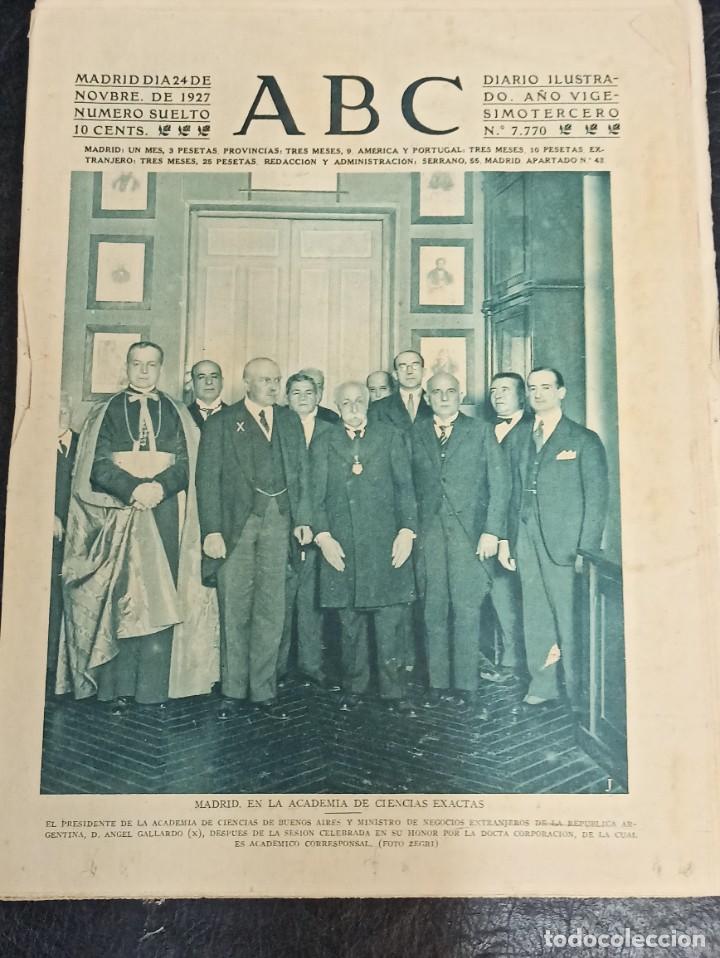 MADRID DIA 24 DE
NOVBRE. DE 1927
NUMERO SUELTO
10 CENTS.
ABC
DIARIO ILUSTRA-
DO. AÑO VIGE-
SIMOTERCERO
N.º 7.770
MADRID: UN MES, 3 PESETAS. PROVINCIAS: TRES MESES, 9. AMERICA Y PORTUGAL: TRES MESES, 10 PESETAS. EX-
TRANJERO: TRES MESES, 25 PESETAS. REDACCION Y ADMINISTRACION: SERRANO, 55. MADRID. APARTADO N.º 43
X
J
MADRID. EN LA ACADEMIA DE CIENCIAS EXACTAS
EL PRESIDENTE DE LA ACADEMIA DE CIENCIAS DE BUENOS AIRES Y MINISTRO DE NEGOCIOS EXTRANJEROS DE LA REPUBLICA AR-
GENTINA, D. ANGEL GALLARDO (X), DESPUES DE LA SESION CELEBRADA EN SU HONOR POR LA DOCTA CORPORACION, DE LA CUAL
ES ACADEMICO CORRESPONSAL. (FOTO ZEGRI)
todocoleccion.net